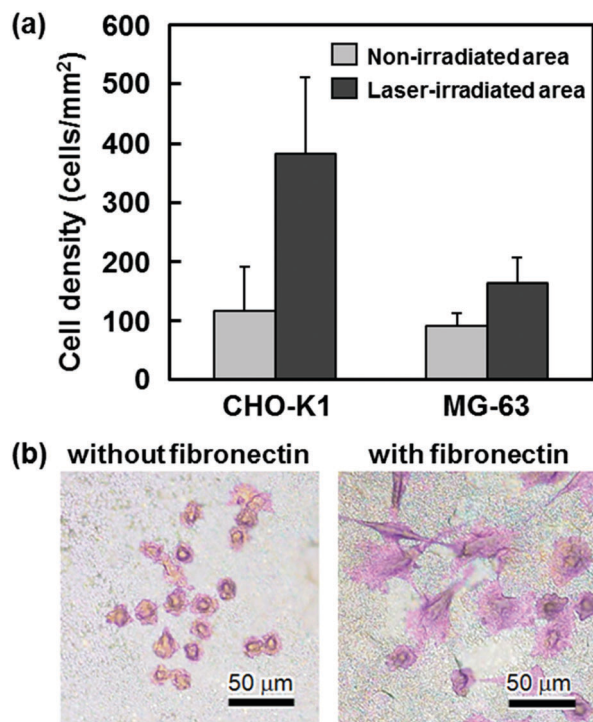 (a)
600
500
400
300
200
100
0
Cell density (cells/mm²)
Non-irradiated area
Laser-irradiated area
CHO-K1
MG-63
(b)
without fibronectin
with fibronectin
50 μm
50 μm